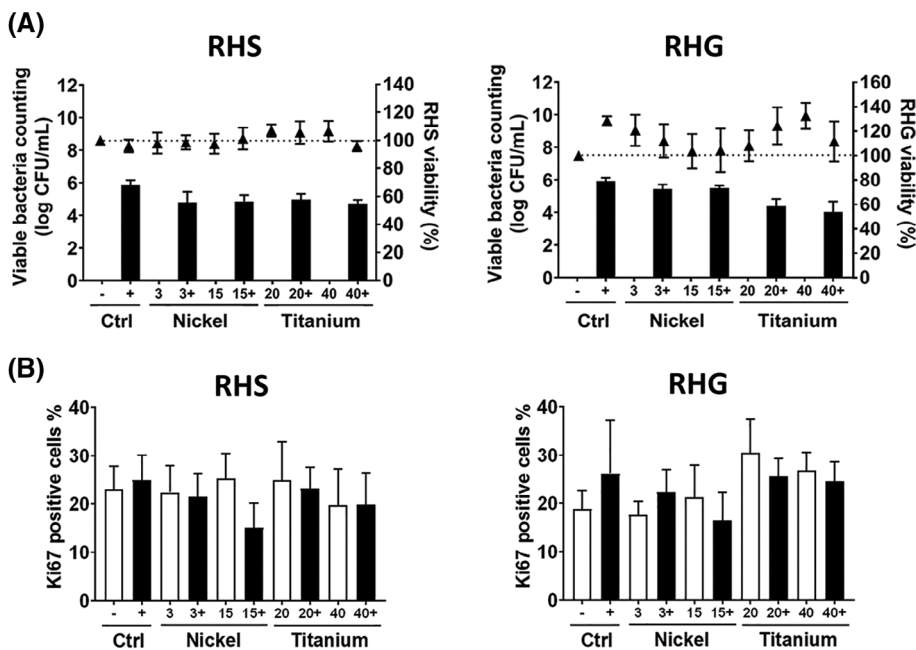 (A)
RHS
RHG
Viable bacteria counting
(log CFU/mL)
12
10
8
6
4
2
0
140
120
100
80
60
40
20
0
RHS viability (%)
- + 3 3+ 15 15+ 20 20+ 40 40+
Ctrl Nickel Titanium
Viable bacteria counting
(log CFU/mL)
12
10
8
6
4
2
0
160
140
120
100
80
60
40
20
0
RHG viability (%)
- + 3 3+ 15 15+ 20 20+ 40 40+
Ctrl Nickel Titanium
(B)
RHS
RHG
Ki67 positive cells %
40
30
20
10
0
- + 3 3+ 15 15+ 20 20+ 40 40+
Ctrl Nickel Titanium
Ki67 positive cells %
40
30
20
10
0
- + 3 3+ 15 15+ 20 20+ 40 40+
Ctrl Nickel Titanium